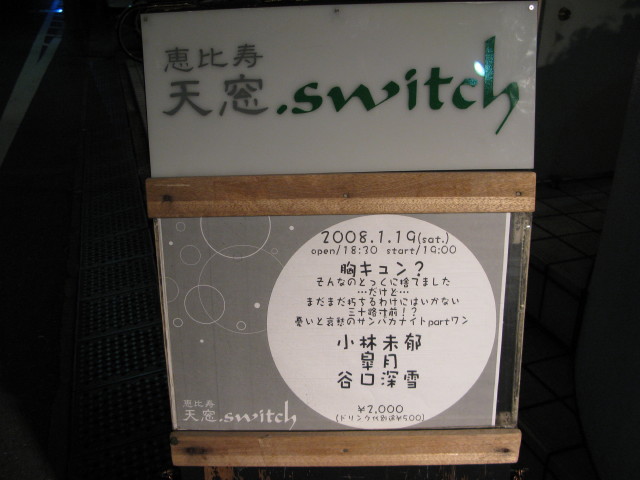 恵比寿
天窓.switch
2008.1.19(sat.)
open/18:30 start/19:00
胸キュン？
そんなのとっくに捨てました
…だけど…
まだまだ朽ちるわけにはいかない
三十路寸前！？
憂いと哀愁のサンバカナイトpartワン
小林未郁
皐月
谷口深雪
¥2,000
(ドリンク代別途¥500)
恵比寿
天窓.switch